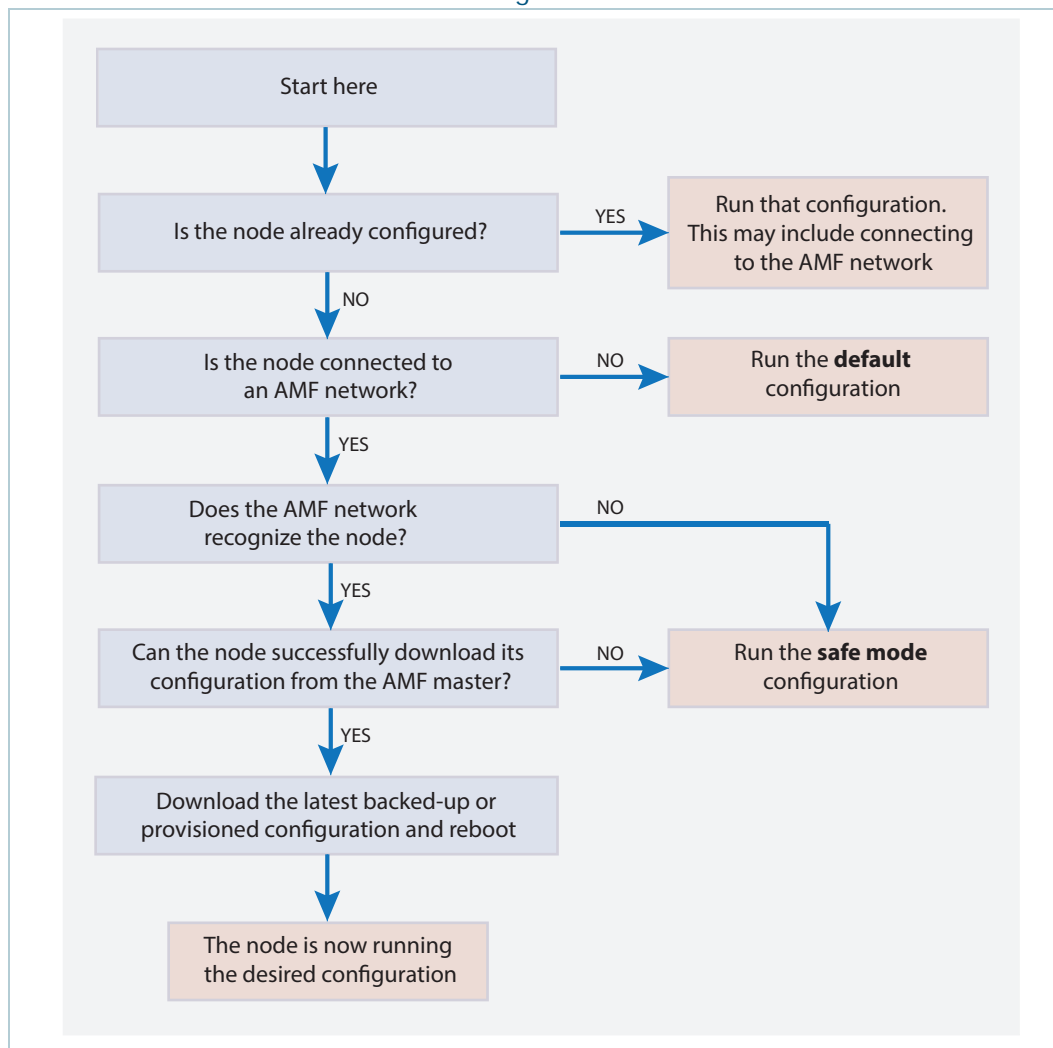 Start here
Is the node already configured?
YES
Run that configuration.
This may include connecting
to the AMF network
NO
Is the node connected to
an AMF network?
NO
Run the default
configuration
YES
Does the AMF network
recognize the node?
NO
YES
Can the node successfully download its
configuration from the AMF master?
NO
Run the safe mode
configuration
YES
Download the latest backed-up or
provisioned configuration and reboot
The node is now running
the desired configuration